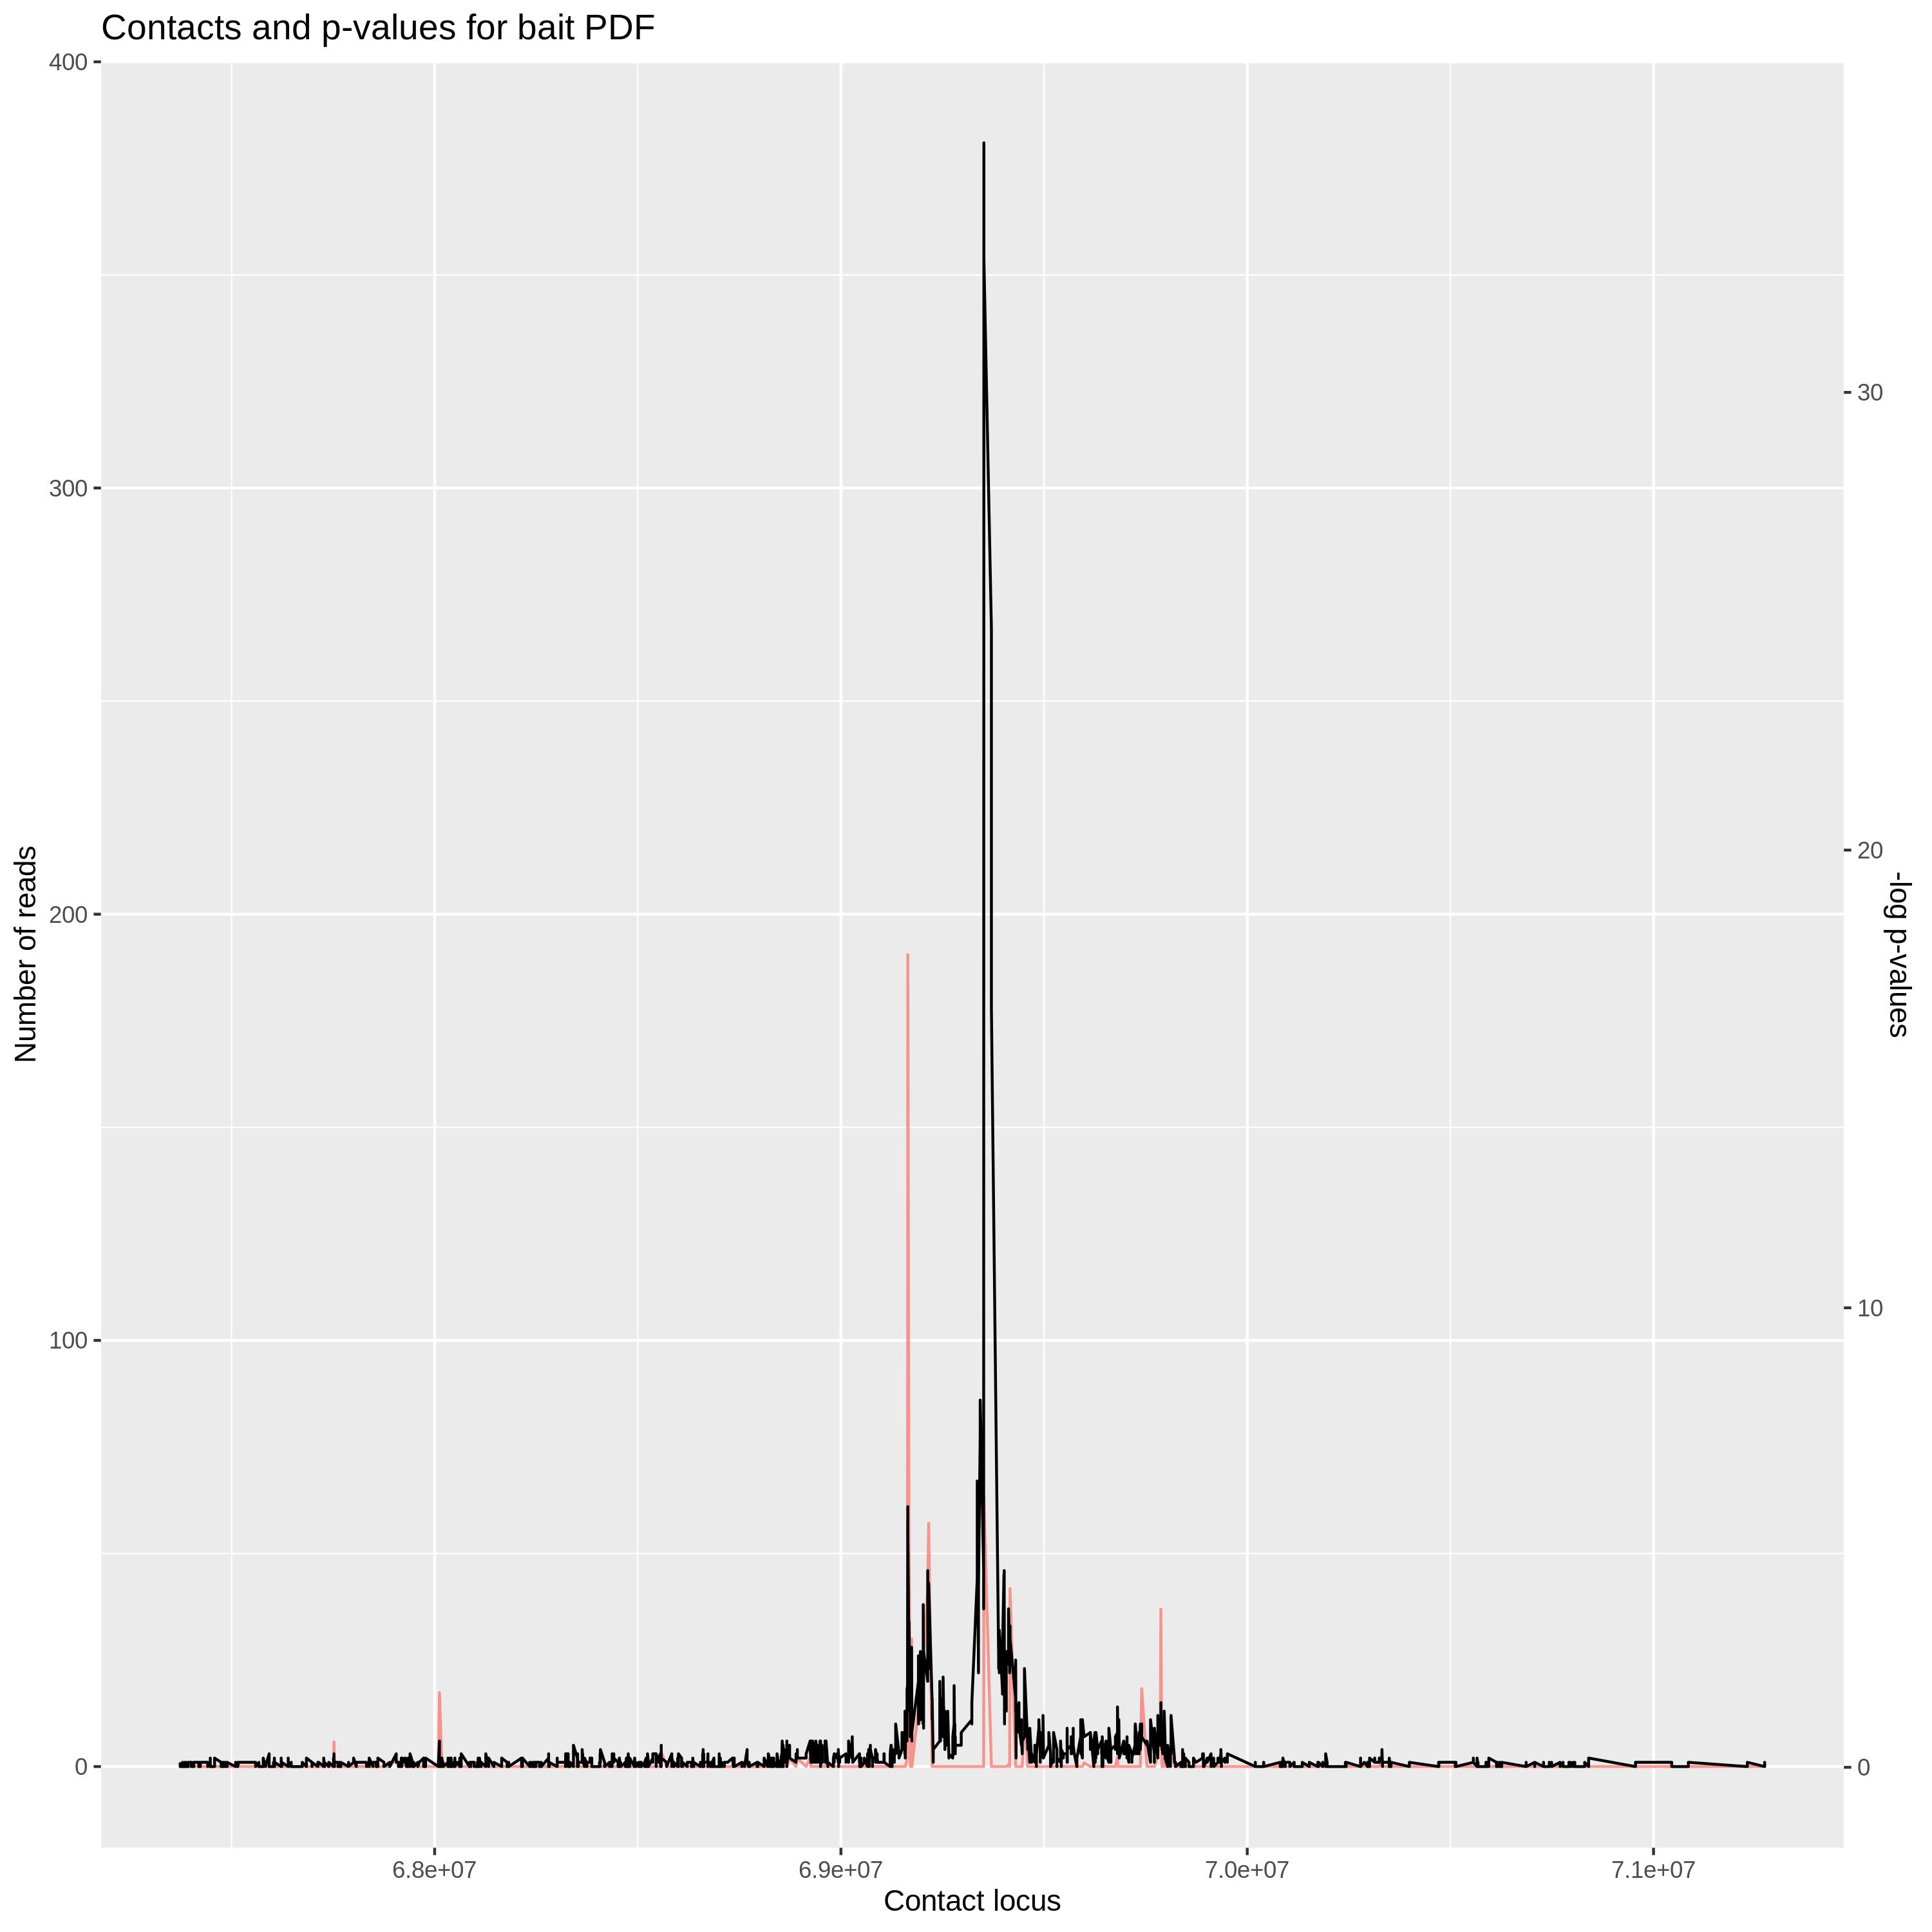 Contacts and p-values for bait PDF
400
300
200
100
0
30
20
10
0
Number of reads
-log p-values
6.8e+07
6.9e+07
7.0e+07
7.1e+07
Contact locus